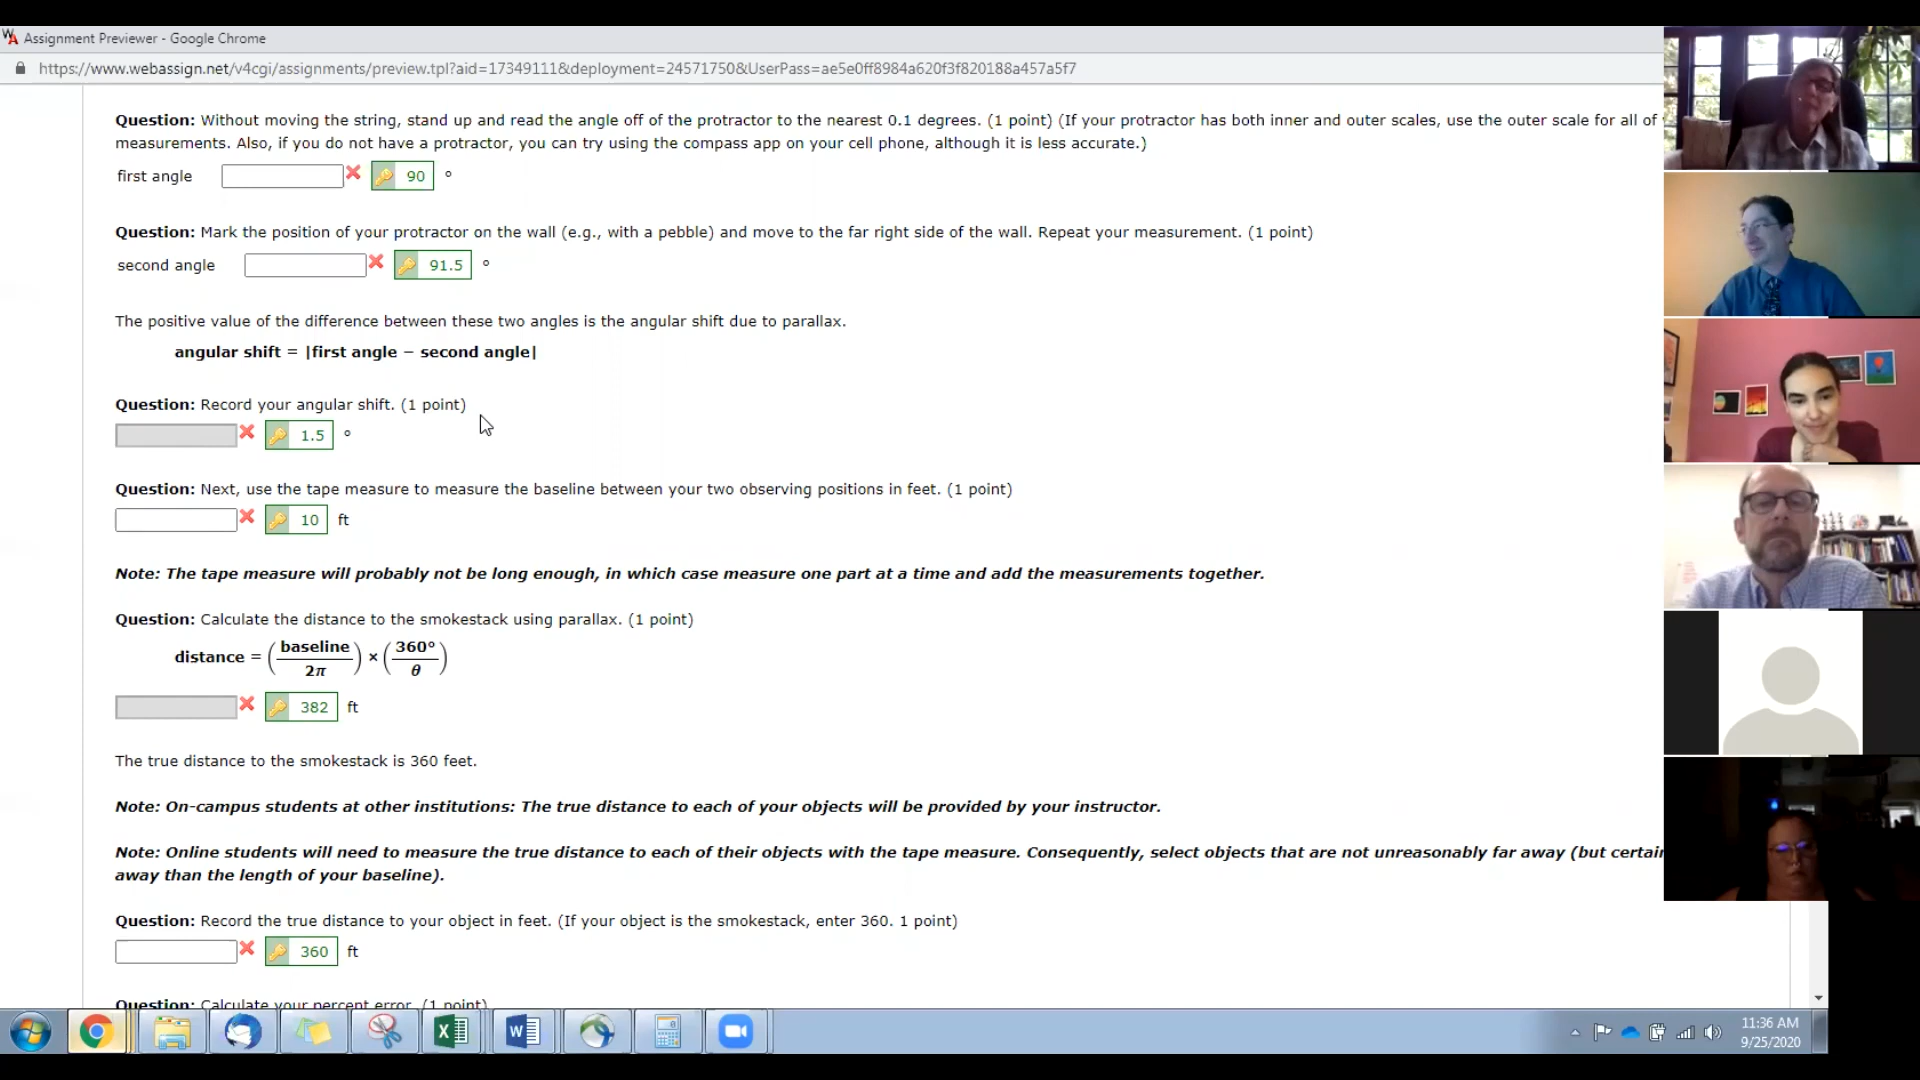 Assignment Previewer - Google Chrome
https://www.webassign.net/v4cgi/assignments/preview.tpl?aid=17349111&deployment=24571750&UserPass=ae5e0ff8984a620f3f820188a457a5f7
Question: Without moving the string, stand up and read the angle off of the protractor to the nearest 0.1 degrees. (1 point) (If your protractor has both inner and outer scales, use the outer scale for all of
measurements. Also, if you do not have a protractor, you can try using the compass app on your cell phone, although it is less accurate.)
first angle 90 °
Question: Mark the position of your protractor on the wall (e.g., with a pebble) and move to the far right side of the wall. Repeat your measurement. (1 point)
second angle 91.5 °
The positive value of the difference between these two angles is the angular shift due to parallax.
angular shift = |first angle − second angle|
Question: Record your angular shift. (1 point)
1.5 °
Question: Next, use the tape measure to measure the baseline between your two observing positions in feet. (1 point)
10 ft
Note: The tape measure will probably not be long enough, in which case measure one part at a time and add the measurements together.
Question: Calculate the distance to the smokestack using parallax. (1 point)
distance = (baseline / 2π) × (360° / θ)
382 ft
The true distance to the smokestack is 360 feet.
Note: On-campus students at other institutions: The true distance to each of your objects will be provided by your instructor.
Note: Online students will need to measure the true distance to each of their objects with the tape measure. Consequently, select objects that are not unreasonably far away (but certai
away than the length of your baseline).
Question: Record the true distance to your object in feet. (If your object is the smokestack, enter 360. 1 point)
360 ft
Question: Calculate your percent error. (1 point)
11:36 AM
9/25/2020